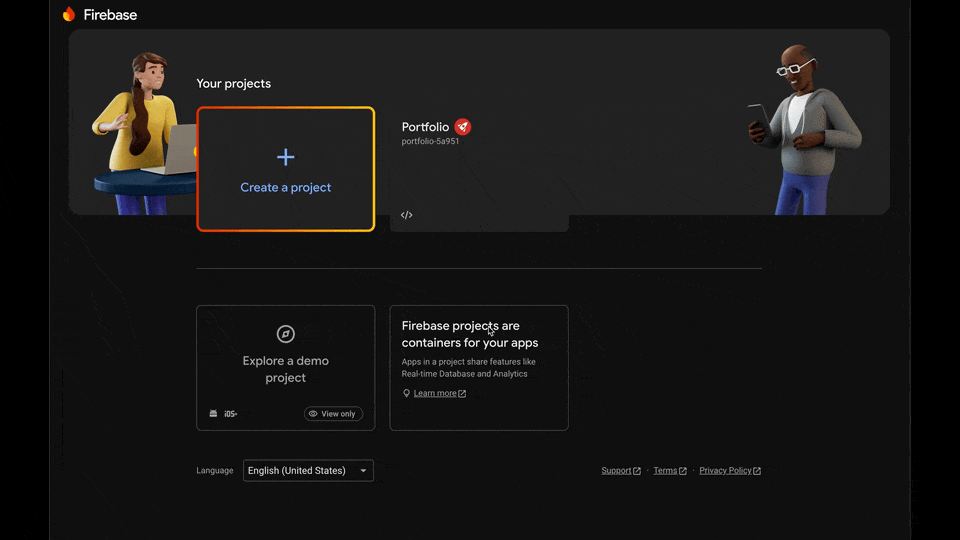 Firebase
Your projects
Create a project
Portfolio
portfolio-5a951
</>
Explore a demo
project
iOS+
View only
Firebase projects are
containers for your apps
Apps in a project share features like
Real-time Database and Analytics
Learn more
Language
English (United States)
Support · Terms · Privacy Policy